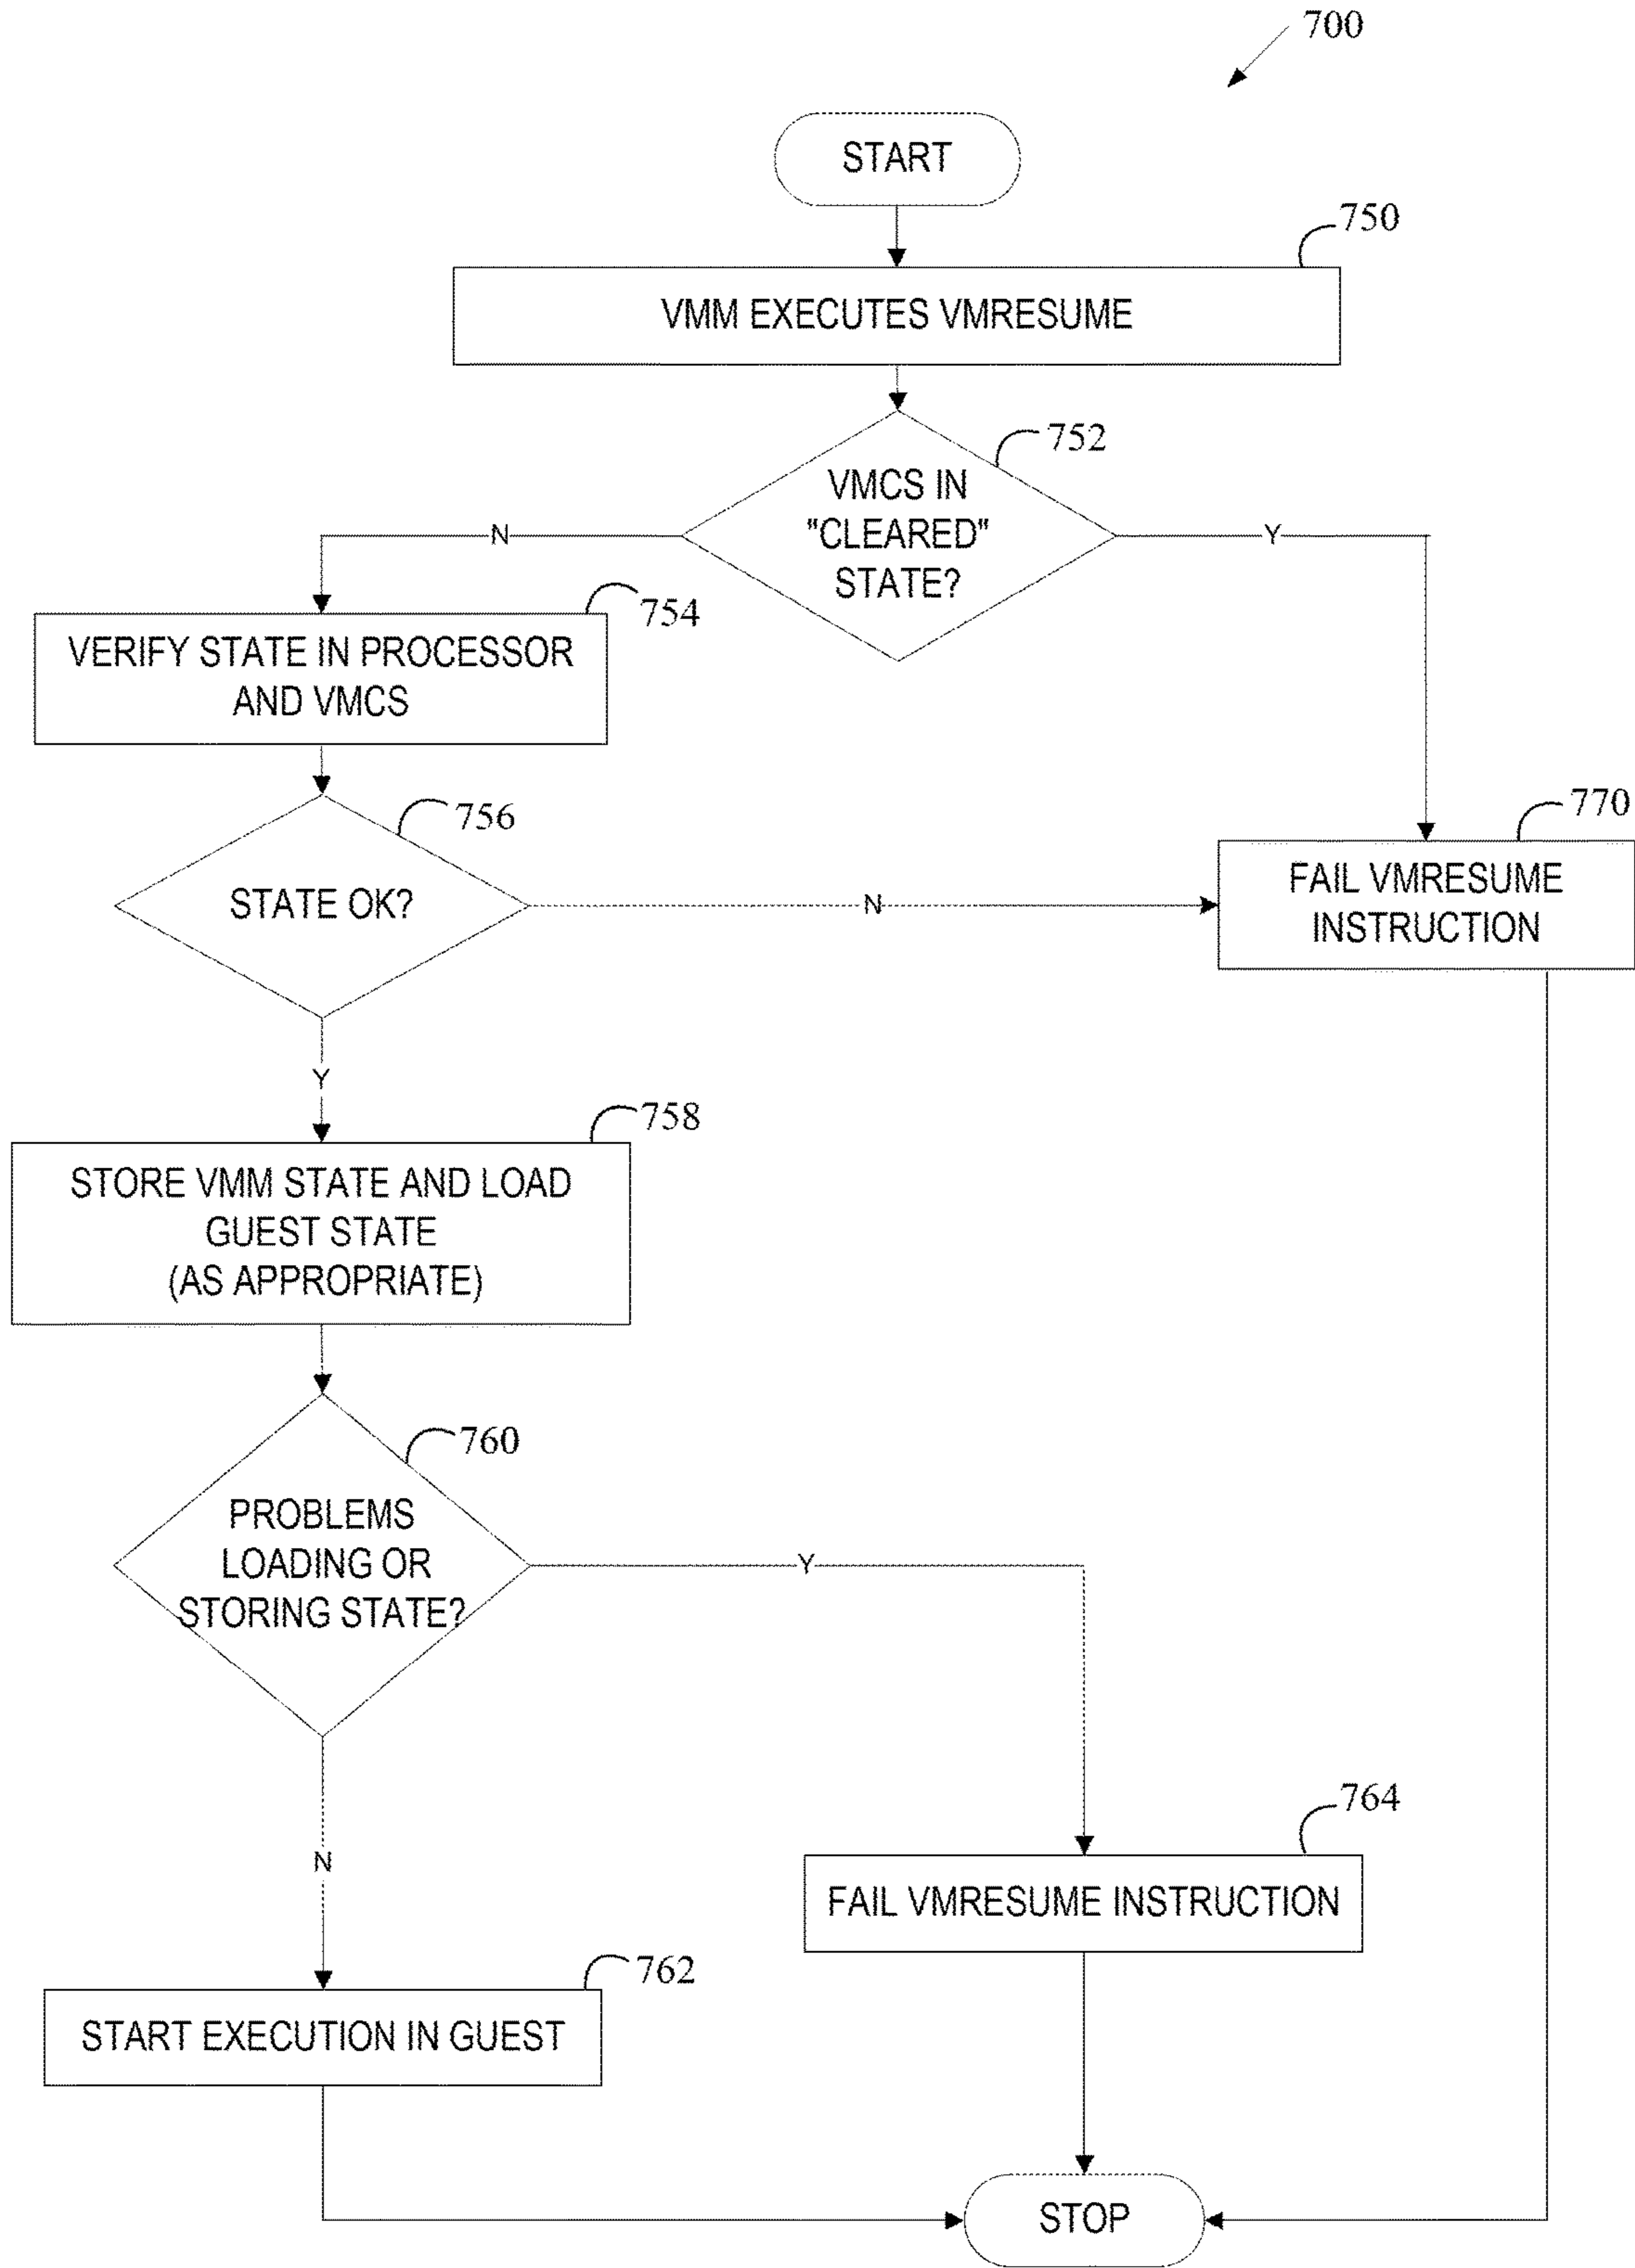 700
START
750
VMM EXECUTES VMRESUME
752
VMCS IN
"CLEARED"
STATE?
N
Y
754
VERIFY STATE IN PROCESSOR
AND VMCS
756
STATE OK?
N
770
FAIL VMRESUME
INSTRUCTION
Y
758
STORE VMM STATE AND LOAD
GUEST STATE
(AS APPROPRIATE)
760
PROBLEMS
LOADING OR
STORING STATE?
Y
N
764
FAIL VMRESUME INSTRUCTION
762
START EXECUTION IN GUEST
STOP